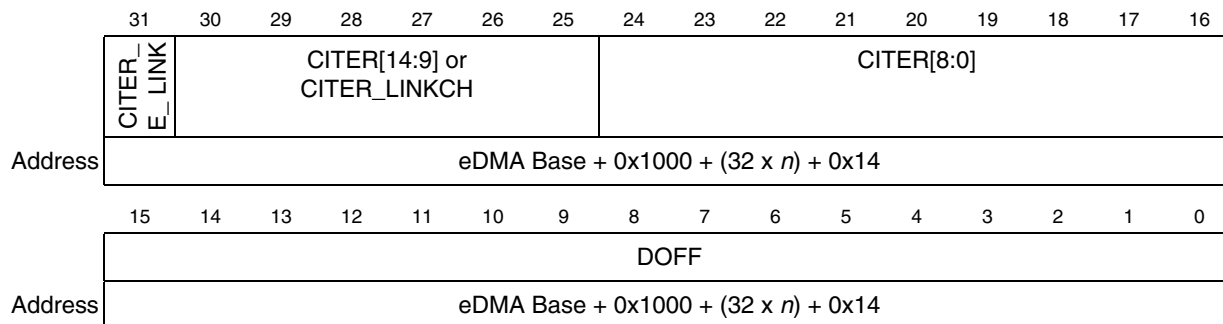 31 30 29 28 27 26 25 24 23 22 21 20 19 18 17 16
CITER_
E_ LINK
CITER[14:9] or
CITER_LINKCH
CITER[8:0]
Address eDMA Base + 0x1000 + (32 x n) + 0x14
15 14 13 12 11 10 9 8 7 6 5 4 3 2 1 0
DOFF
Address eDMA Base + 0x1000 + (32 x n) + 0x14